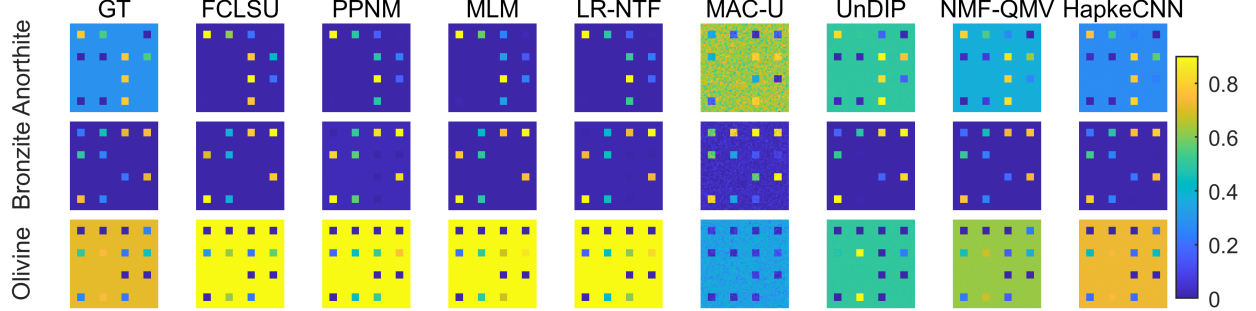 GT FCLSU PPNM MLM LR-NTF MAC-U UnDIP NMF-QMV HapkeCNN
Anorthite
Bronzite
Olivine
0.8
0.6
0.4
0.2
0